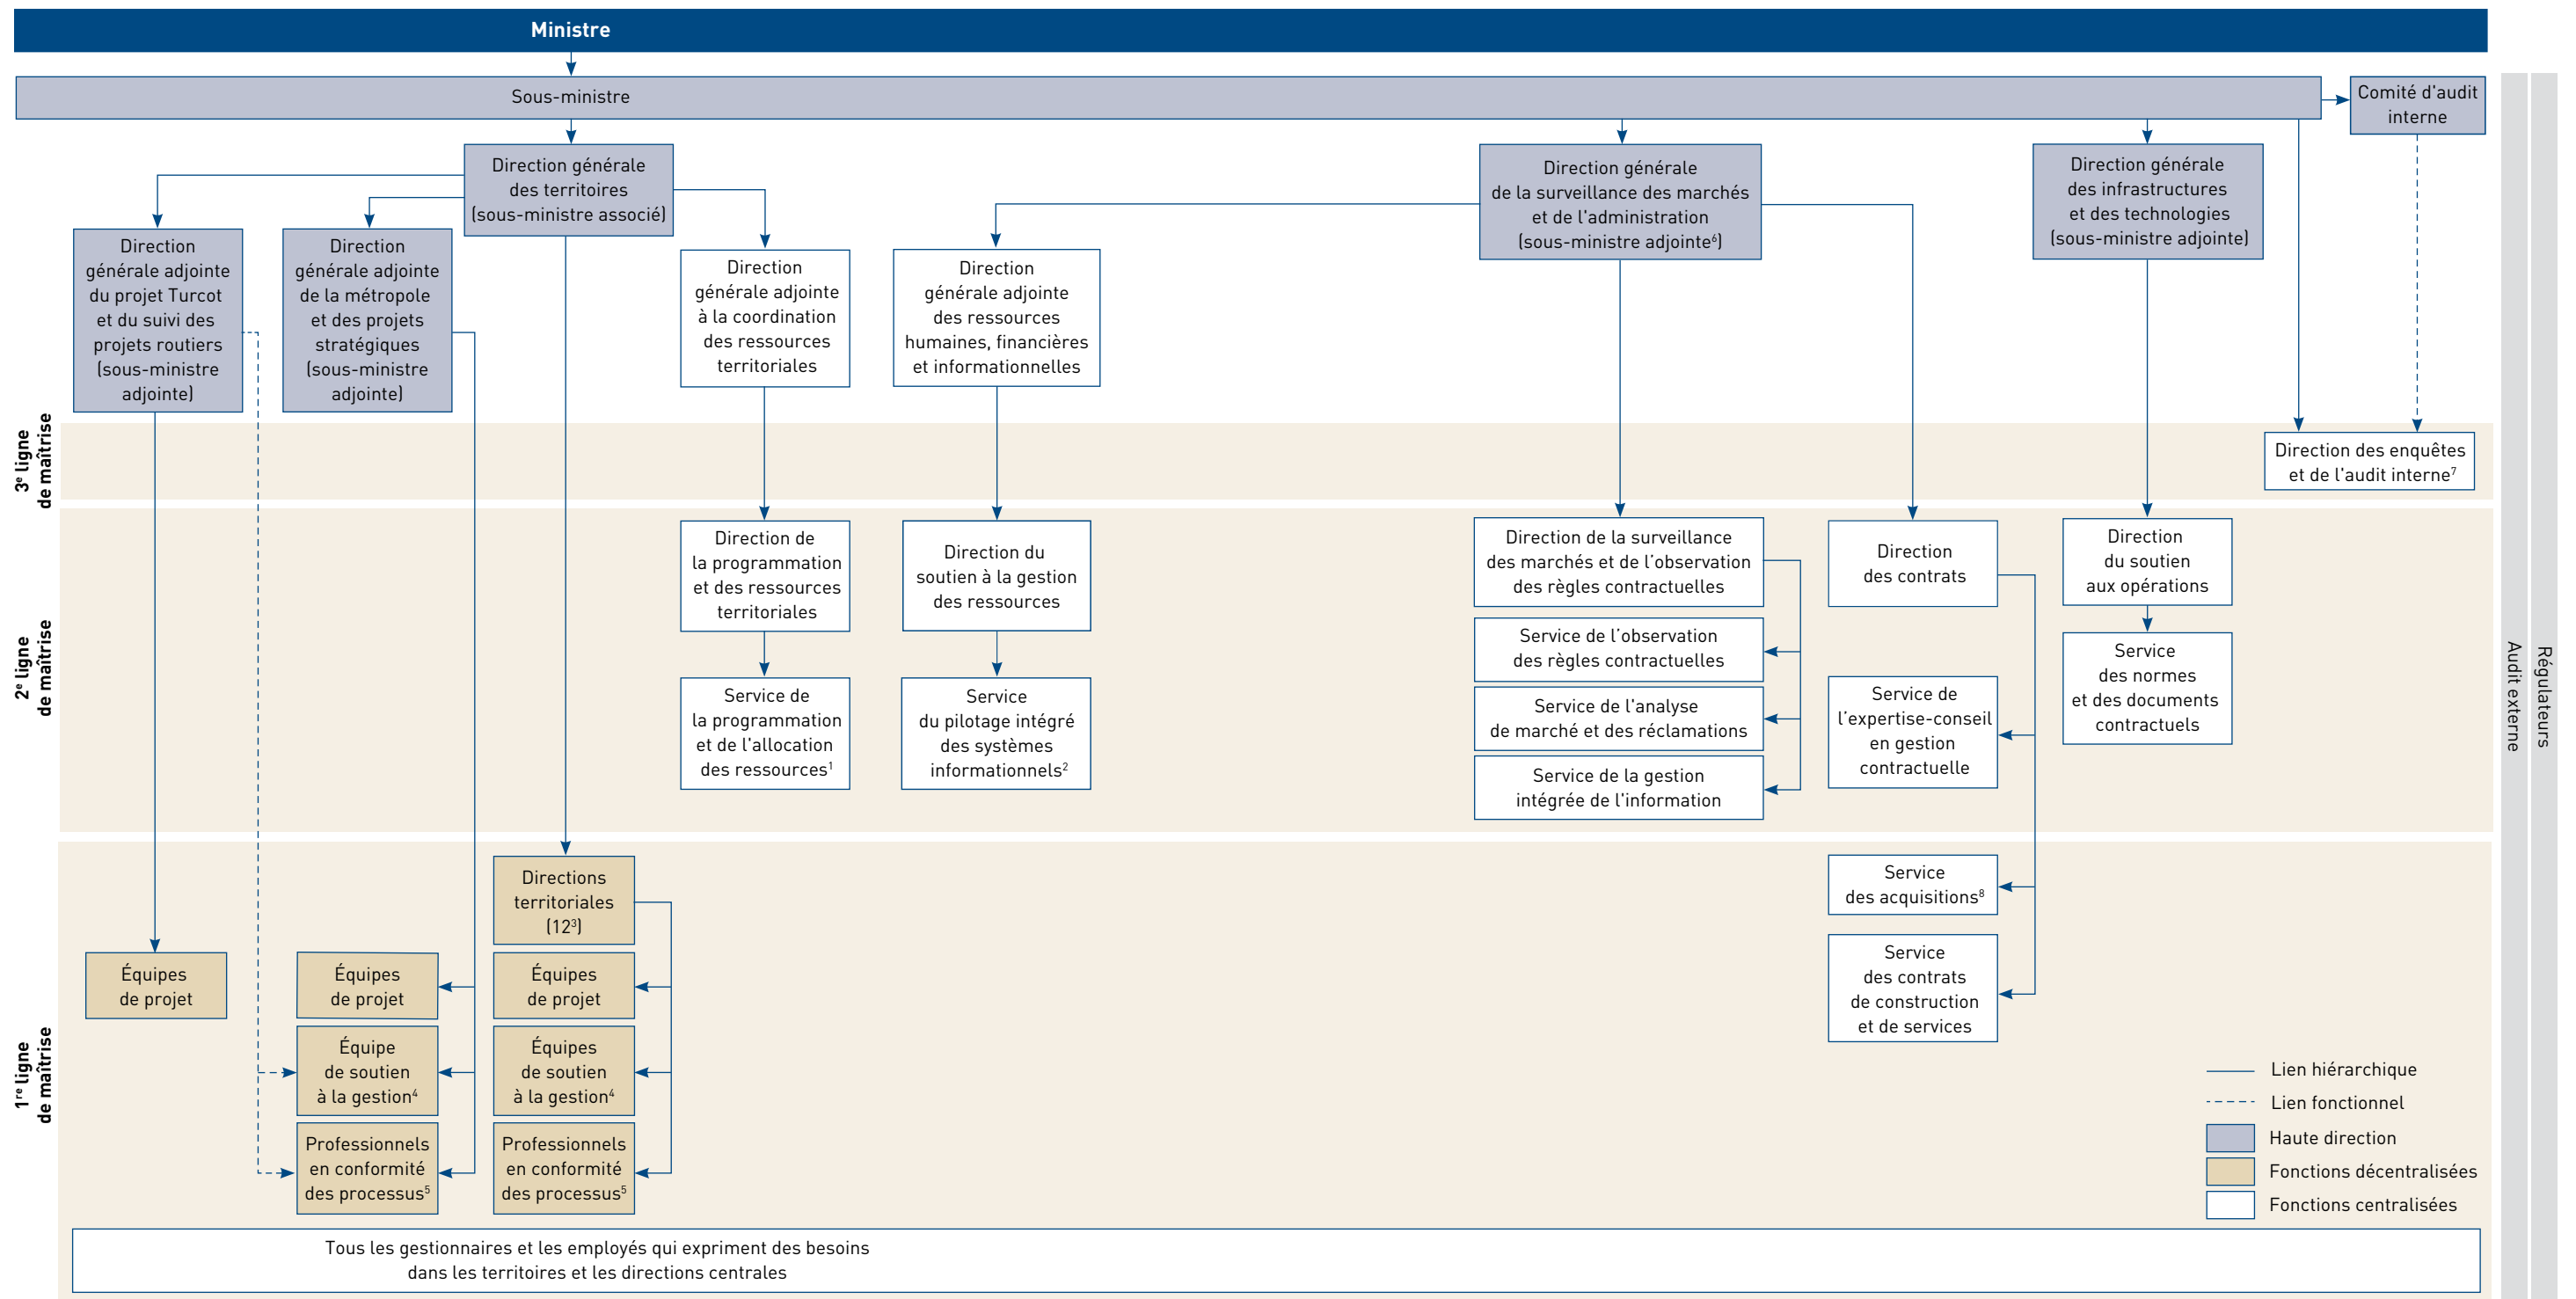 Ministre
Sous-ministre
Comité d'audit
interne
Direction générale
des territoires
(sous-ministre associé)
Direction générale
de la surveillance des marchés
et de l'administration
(sous-ministre adjointe⁶)
Direction générale
des infrastructures
et des technologies
(sous-ministre adjointe)
Direction
générale adjointe
du projet Turcot
et du suivi des
projets routiers
(sous-ministre
adjointe)
Direction
générale adjointe
de la métropole
et des projets
stratégiques
(sous-ministre
adjointe)
Direction
générale adjointe
à la coordination
des ressources
territoriales
Direction
générale adjointe
des ressources
humaines, financières
et informationnelles
3e ligne
de maîtrise
Direction des enquêtes
et de l'audit interne⁷
2e ligne
de maîtrise
Direction de
la programmation
et des ressources
territoriales
Direction du
soutien à la gestion
des ressources
Direction de la surveillance
des marchés et de l'observation
des règles contractuelles
Direction
des contrats
Direction
du soutien
aux opérations
Service de l'observation
des règles contractuelles
Service de
la programmation
et de l'allocation
des ressources¹
Service
du pilotage intégré
des systèmes
informationnels²
Service de l'analyse
de marché et des réclamations
Service de la gestion
intégrée de l'information
Service de
l'expertise-conseil
en gestion
contractuelle
Service
des normes
et des documents
contractuels
Audit externe
Régulateurs
1re ligne
de maîtrise
Directions
territoriales
(12³)
Service
des acquisitions⁸
Équipes
de projet
Équipes
de projet
Équipes
de projet
Service
des contrats
de construction
et de services
Équipe
de soutien
à la gestion⁴
Équipes
de soutien
à la gestion⁴
Professionnels
en conformité
des processus⁵
Professionnels
en conformité
des processus⁵
Lien hiérarchique
Lien fonctionnel
Haute direction
Fonctions décentralisées
Fonctions centralisées
Tous les gestionnaires et les employés qui expriment des besoins
dans les territoires et les directions centrales